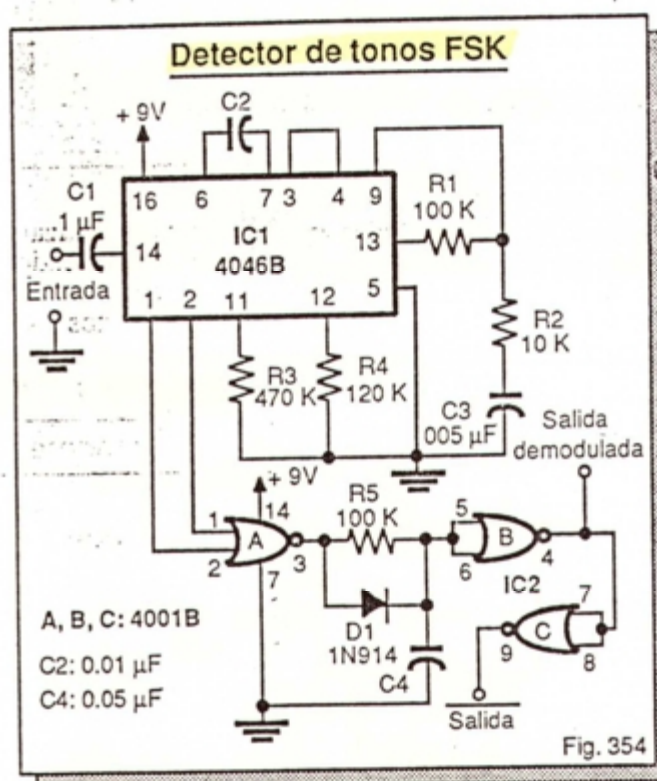 Detector de tonos FSK
+ 9V
C2
16
6
7
3
4
9
C1
.1 µF
14
IC1
4046B
13
5
R1
100 K
Entrada
1
2
11
12
R2
10 K
R3
470 K
R4
120 K
C3
005 µF
Salida
demodulada
+ 9V
14
1
2
A
3
7
R5
100 K
5
6
B
4
IC2
7
8
C
9
D1
1N914
C4
A, B, C: 4001B
C2: 0.01 µF
C4: 0.05 µF
Salida
Fig. 354